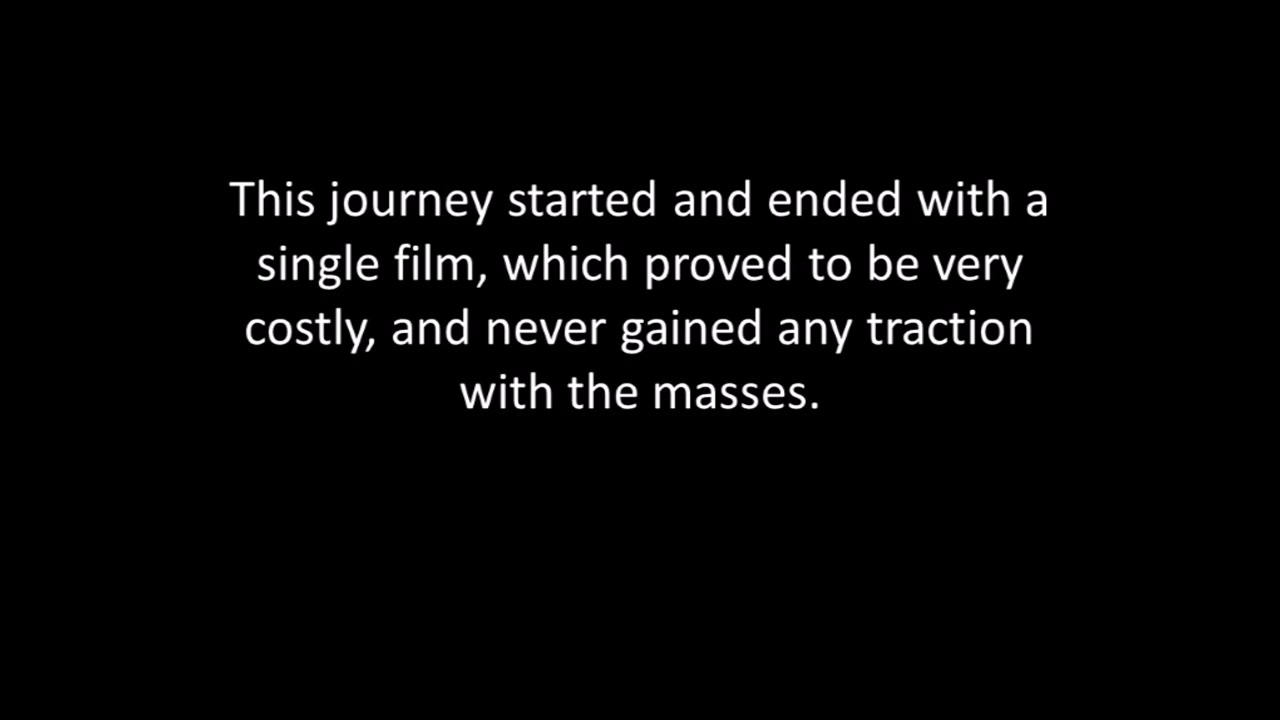 This journey started and ended with a
single film, which proved to be very
costly, and never gained any traction
with the masses.